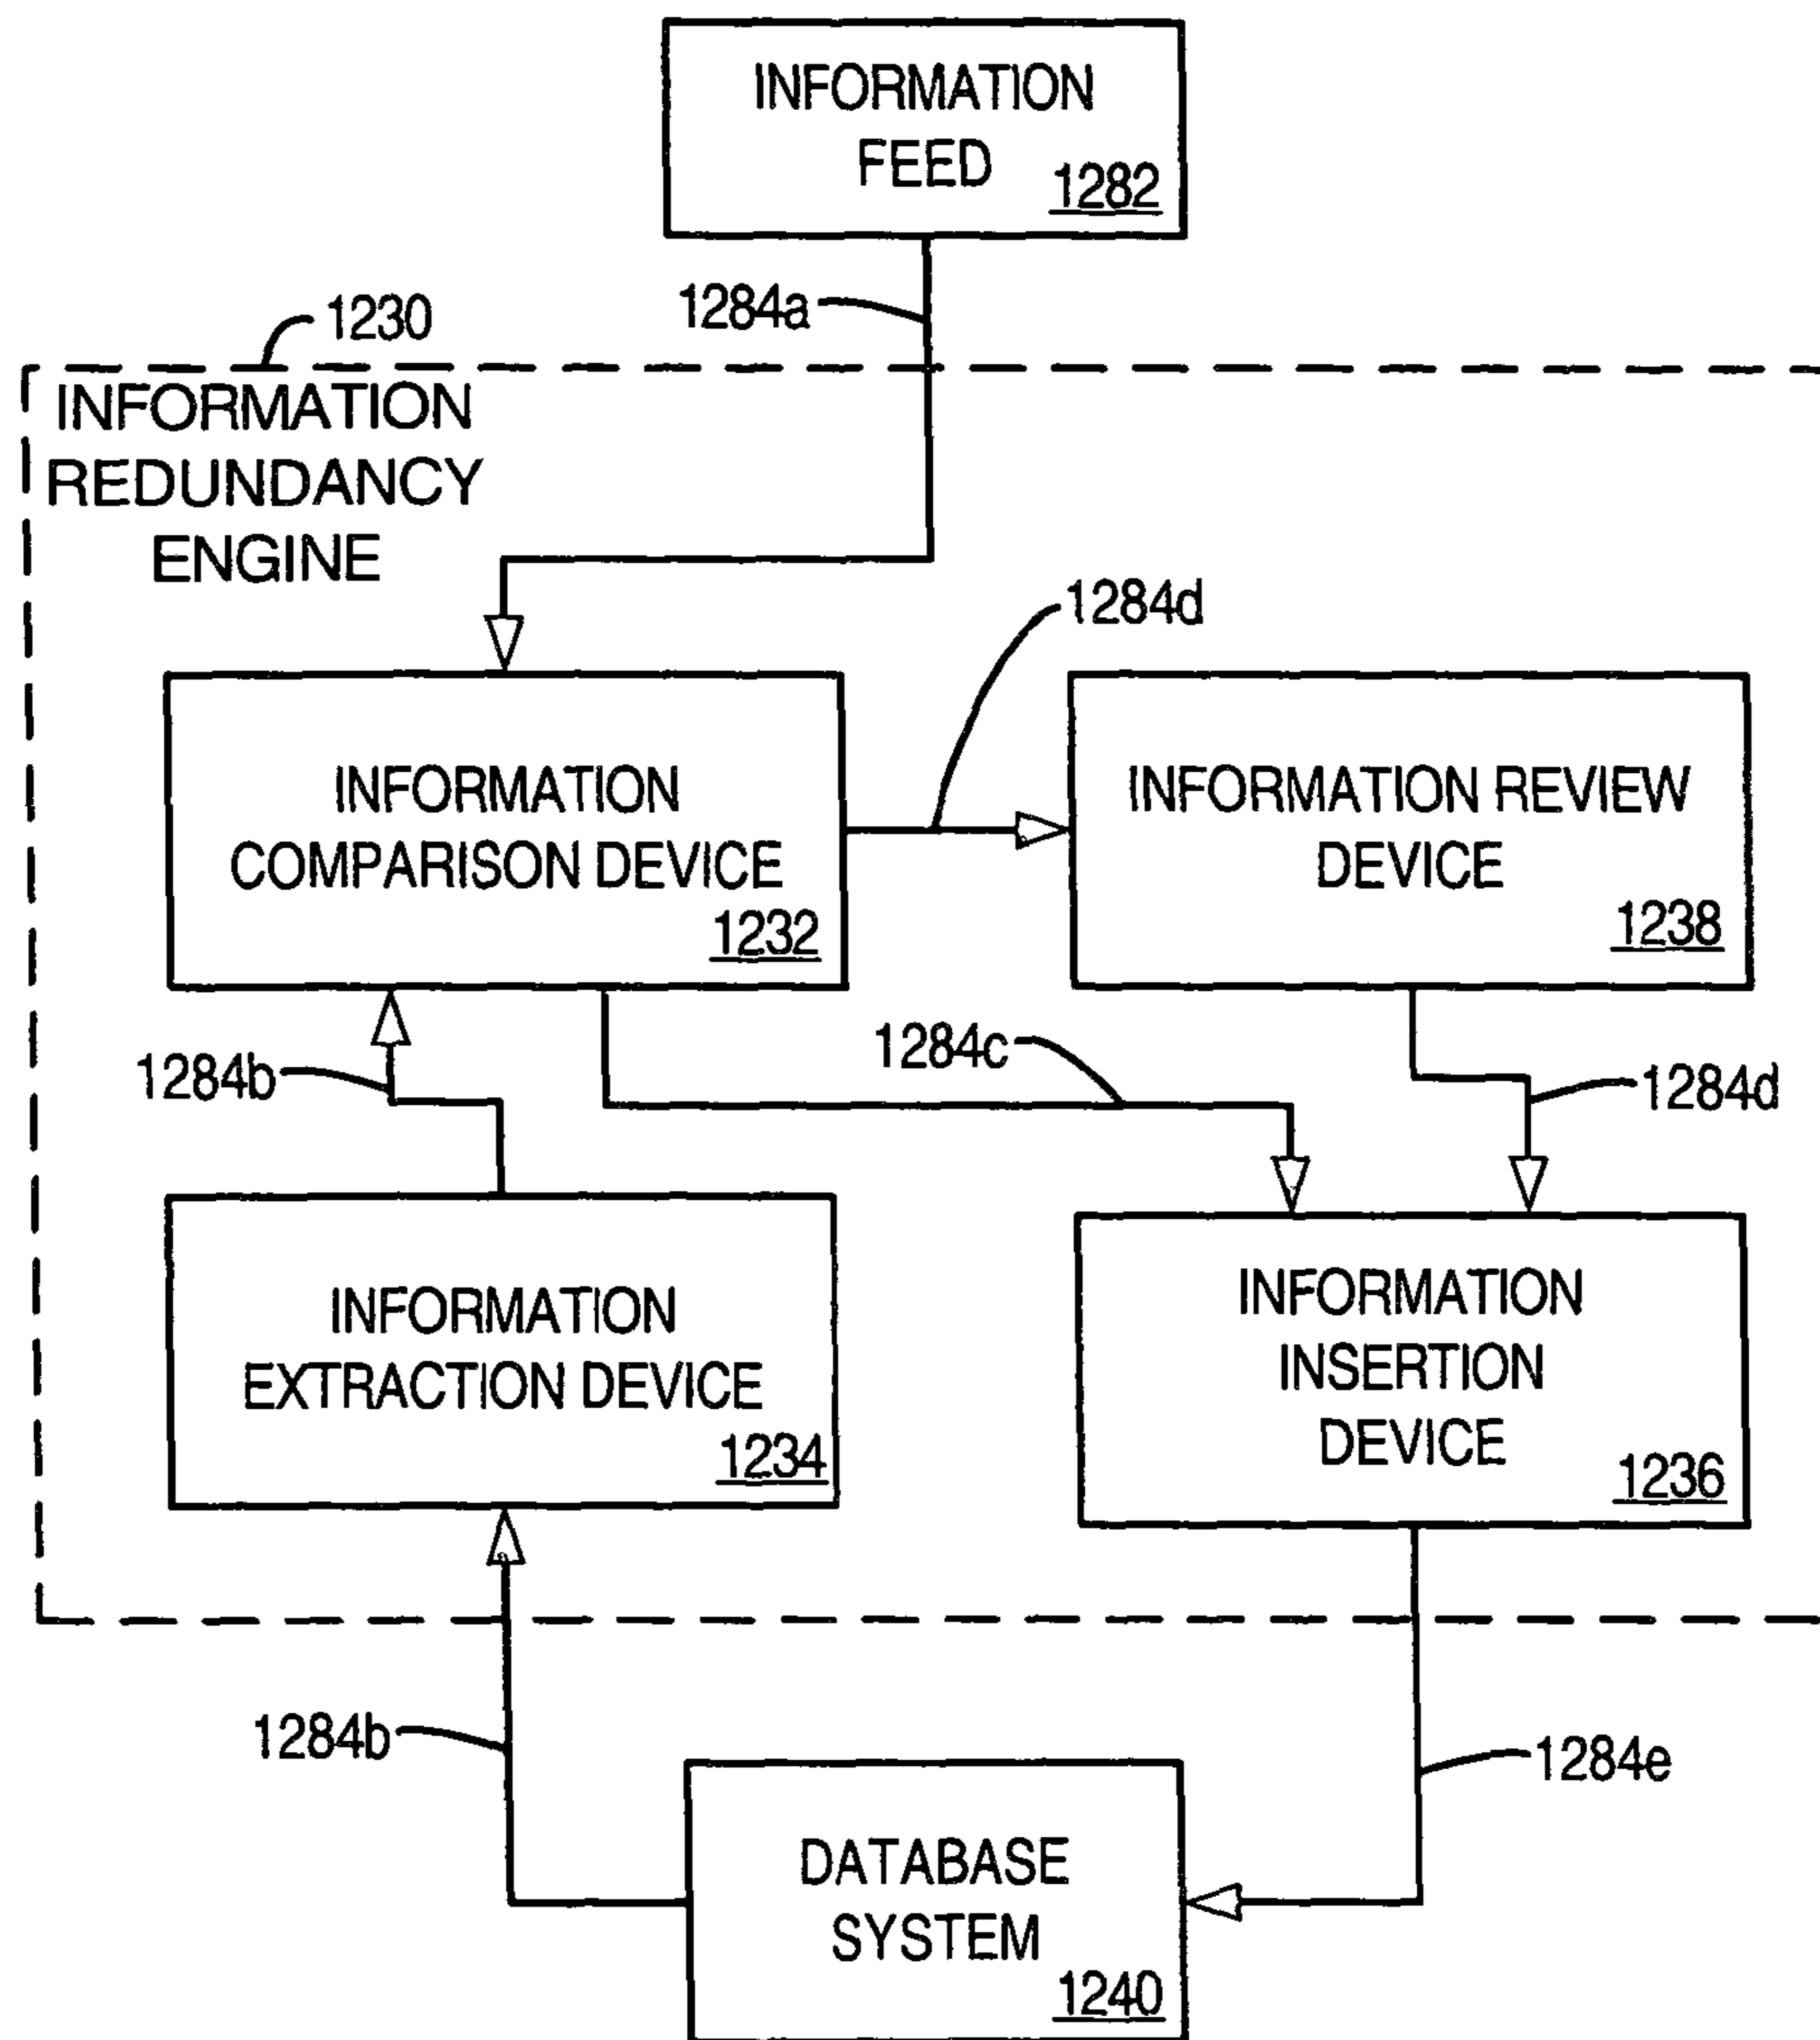 INFORMATION
FEED
1282
1284a
1230
INFORMATION
REDUNDANCY
ENGINE
1284d
INFORMATION
COMPARISON DEVICE
1232
INFORMATION REVIEW
DEVICE
1238
1284b
1284c
1284d
INFORMATION
EXTRACTION DEVICE
1234
INFORMATION
INSERTION
DEVICE
1236
1284b
1284e
DATABASE
SYSTEM
1240